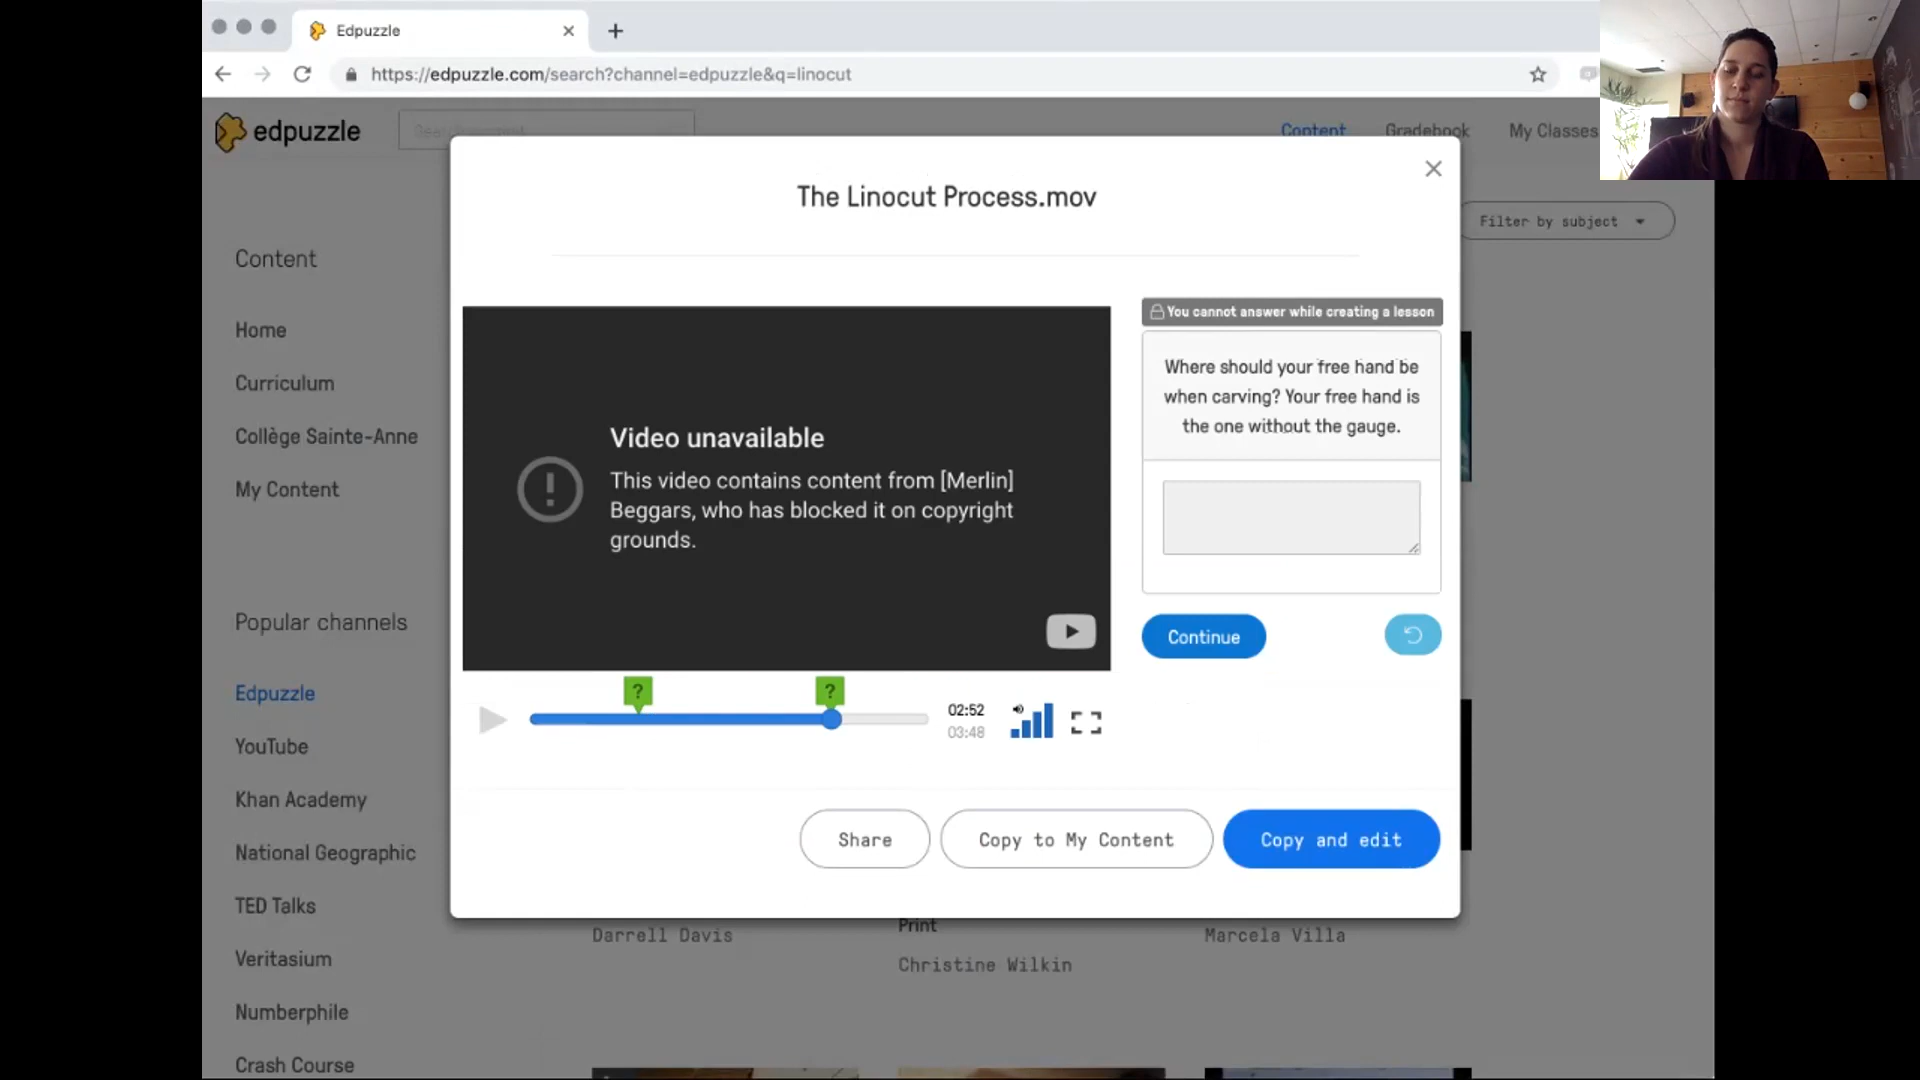 Edpuzzle
https://edpuzzle.com/search?channel=edpuzzle&q=linocut
edpuzzle
Content
Gradebook
My Classes
The Linocut Process.mov
Filter by subject
Content
Home
Curriculum
Collège Sainte-Anne
My Content
Popular channels
Edpuzzle
YouTube
Khan Academy
National Geographic
TED Talks
Veritasium
Numberphile
Crash Course
Video unavailable
This video contains content from [Merlin]
Beggars, who has blocked it on copyright
grounds.
?
?
02:52
03:48
You cannot answer while creating a lesson
Where should your free hand be
when carving? Your free hand is
the one without the gauge.
Continue
Share
Copy to My Content
Copy and edit
Darrell Davis
Print
Christine Wilkin
Marcela Villa